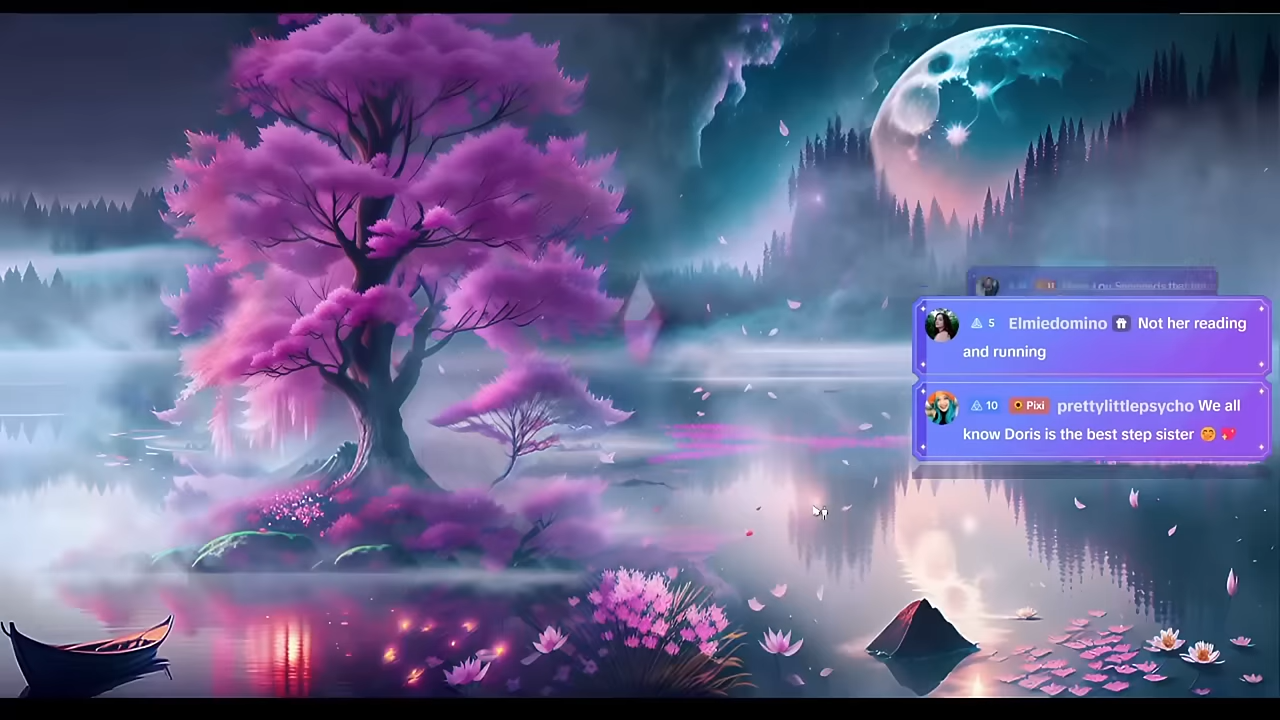 5 Elmiedomino Not her reading
and running
10 Pixi prettylittlepsycho We all
know Doris is the best step sister 🤭 💖